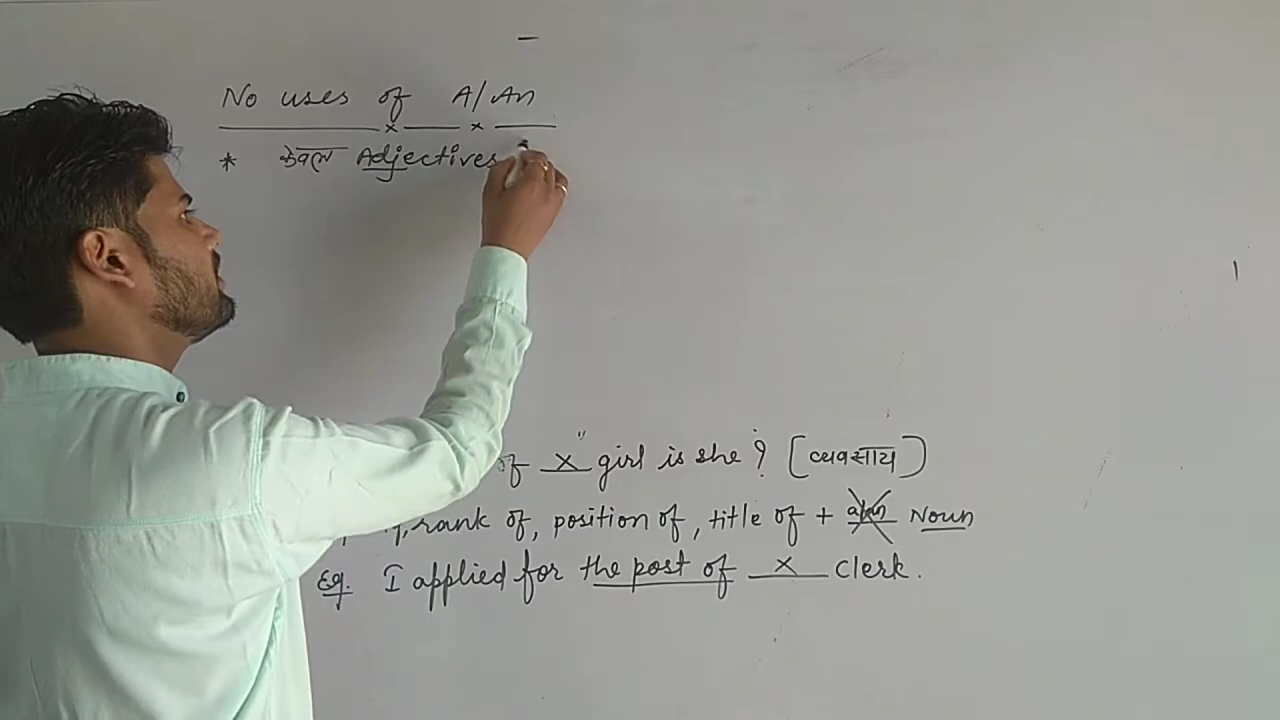 No uses of A/An
* केवल Adjectives
of x girl is she? [व्यवसाय]
rank of, position of, title of + a/an Noun
Eg. I applied for the post of x clerk.